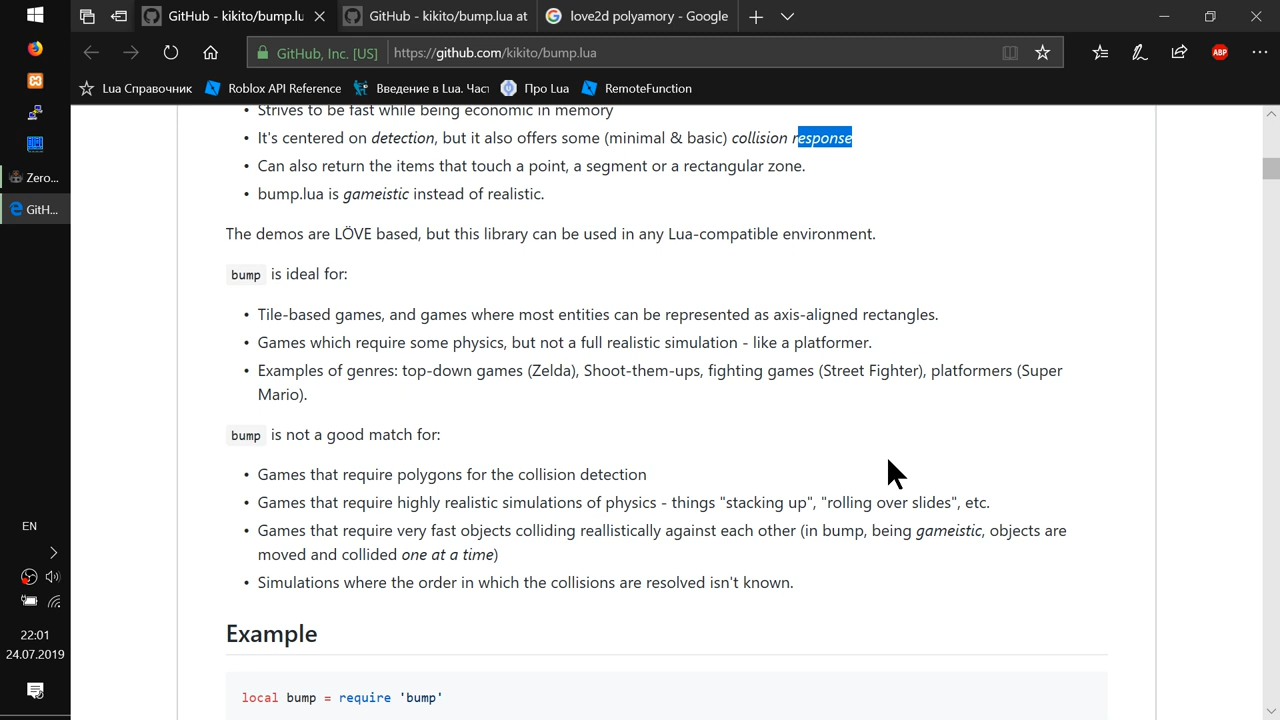 GitHub - kikito/bump.lu
GitHub - kikito/bump.lua at
love2d polyamory - Google
GitHub, Inc. [US]
https://github.com/kikito/bump.lua
ABP
Lua Справочник
Roblox API Reference
Введение в Lua. Част
Про Lua
RemoteFunction
Zero...
GitH...
EN
22:01
24.07.2019
• Strives to be fast while being economic in memory
• It's centered on detection, but it also offers some (minimal & basic) collision response
• Can also return the items that touch a point, a segment or a rectangular zone.
• bump.lua is gameistic instead of realistic.
The demos are LÖVE based, but this library can be used in any Lua-compatible environment.
bump is ideal for:
• Tile-based games, and games where most entities can be represented as axis-aligned rectangles.
• Games which require some physics, but not a full realistic simulation - like a platformer.
• Examples of genres: top-down games (Zelda), Shoot-them-ups, fighting games (Street Fighter), platformers (Super
Mario).
bump is not a good match for:
• Games that require polygons for the collision detection
• Games that require highly realistic simulations of physics - things "stacking up", "rolling over slides", etc.
• Games that require very fast objects colliding reallistically against each other (in bump, being gameistic, objects are
moved and collided one at a time)
• Simulations where the order in which the collisions are resolved isn't known.
Example
local bump = require 'bump'